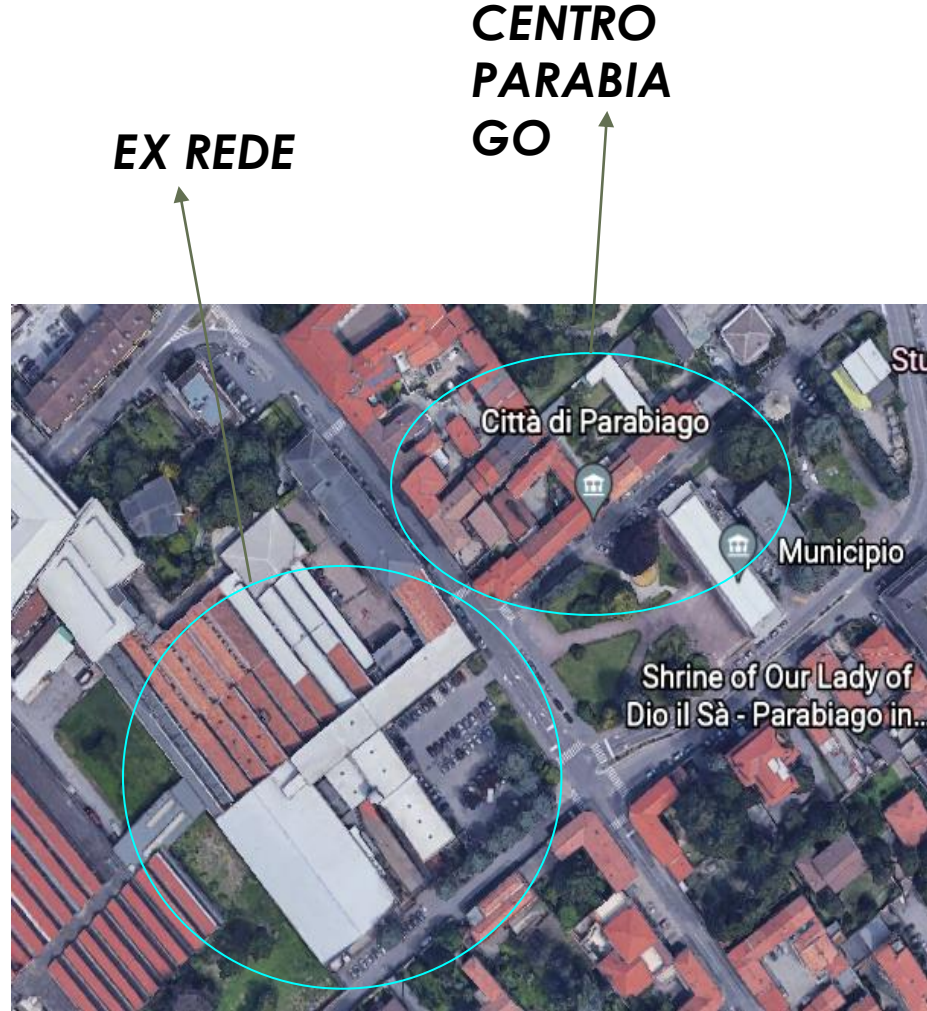 CENTRO
PARABIA
GO
EX REDE
Stu
Città di Parabiago
Municipio
Shrine of Our Lady of
Dio il Sà - Parabiago in...